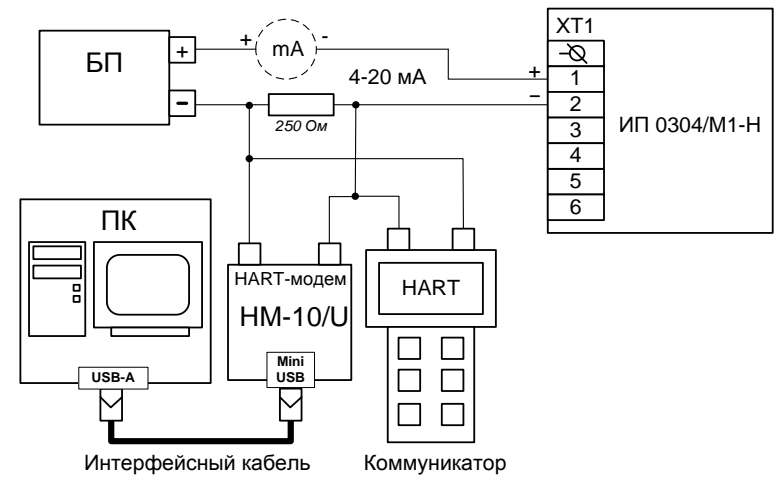 БП
+
−
+
mA
-
4-20 мА
250 Ом
+
−
XT1
1
2
3
4
5
6
ИП 0304/М1-Н
ПК
USB-A
HART-модем
HM-10/U
Mini
USB
HART
Интерфейсный кабель
Коммуникатор